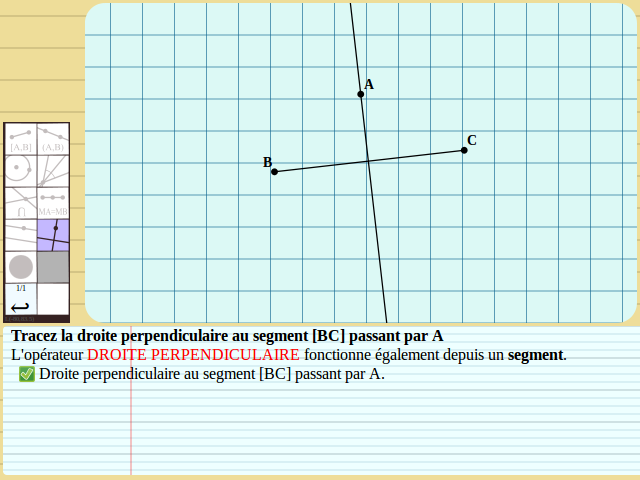 A
C
B
[A,B] (A,B)
∩ MA=MB
1/1
Tracez la droite perpendiculaire au segment [BC] passant par A
L'opérateur DROITE PERPENDICULAIRE fonctionne également depuis un segment.
✅ Droite perpendiculaire au segment [BC] passant par A.